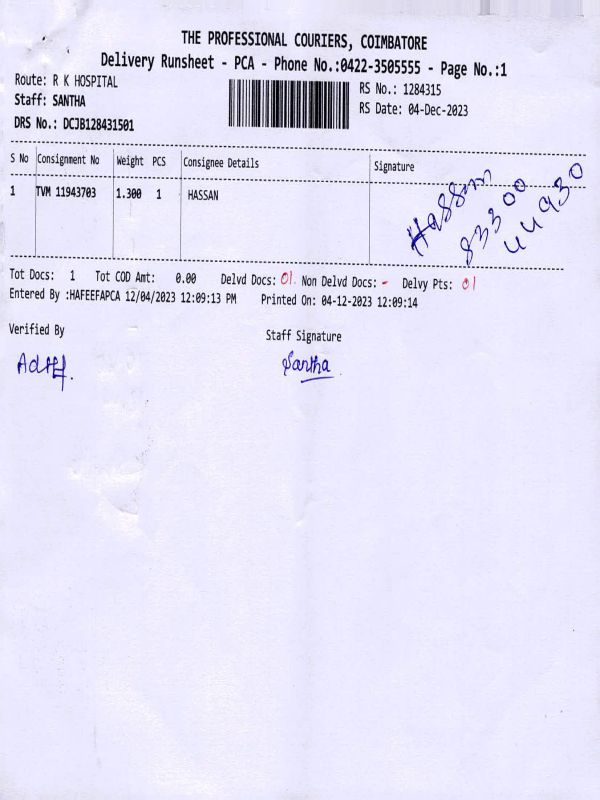 THE PROFESSIONAL COURIERS, COIMBATORE
Delivery Runsheet - PCA - Phone No.:0422-3505555 - Page No.:1
Route: R K HOSPITAL
RS No.: 1284315
Staff: SANTHA
RS Date: 04-Dec-2023
DRS No.: DCJB128431501
S No Consignment No Weight PCS Consignee Details Signature
1 TVM 11943703 1.300 1 HASSAN
Hassan
83300
44930
Tot Docs: 1 Tot COD Amt: 0.00 Delvd Docs: 01. Non Delvd Docs: - Delvy Pts: 01
Entered By :HAFEEFAPCA 12/04/2023 12:09:13 PM Printed On: 04-12-2023 12:09:14
Verified By
Staff Signature
Santha